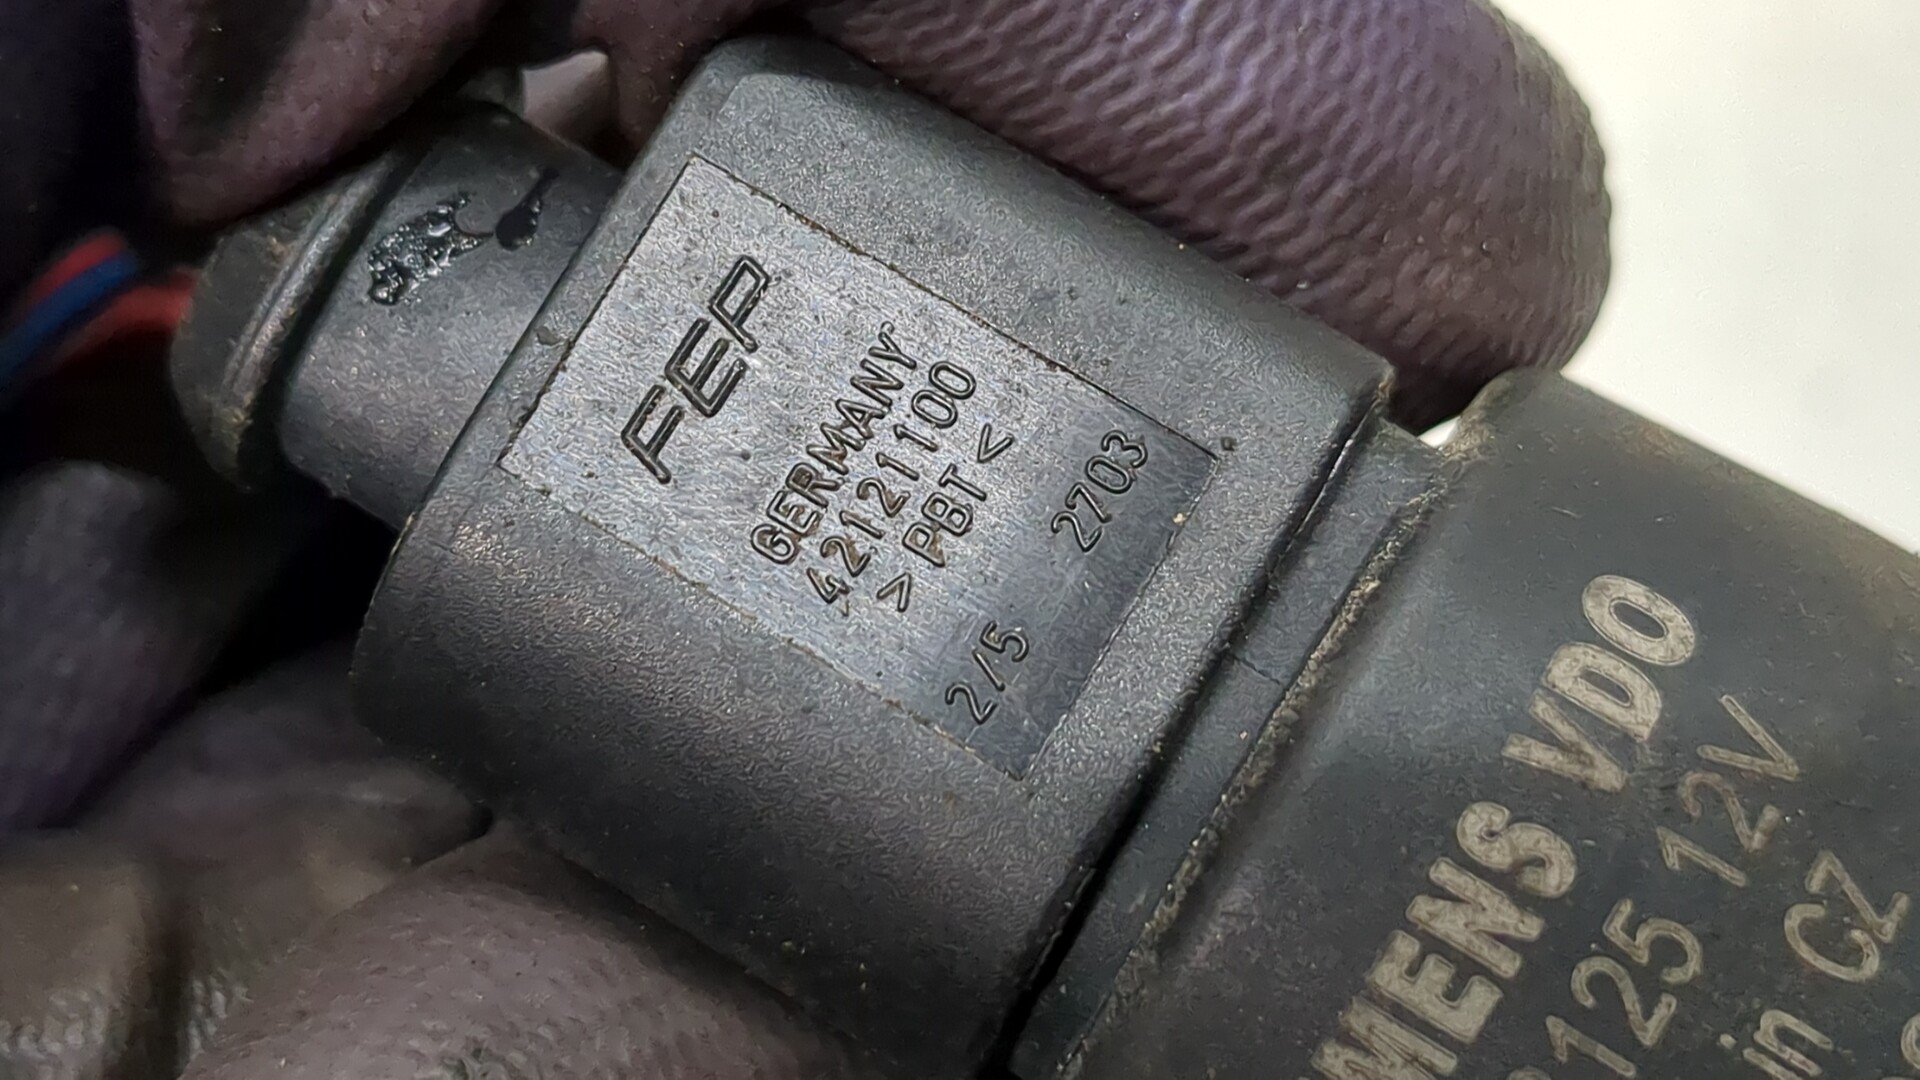 FEP
GERMANY
42121100
> PBT <
2/5 2703
MENS VDO
125 12V
in CZ